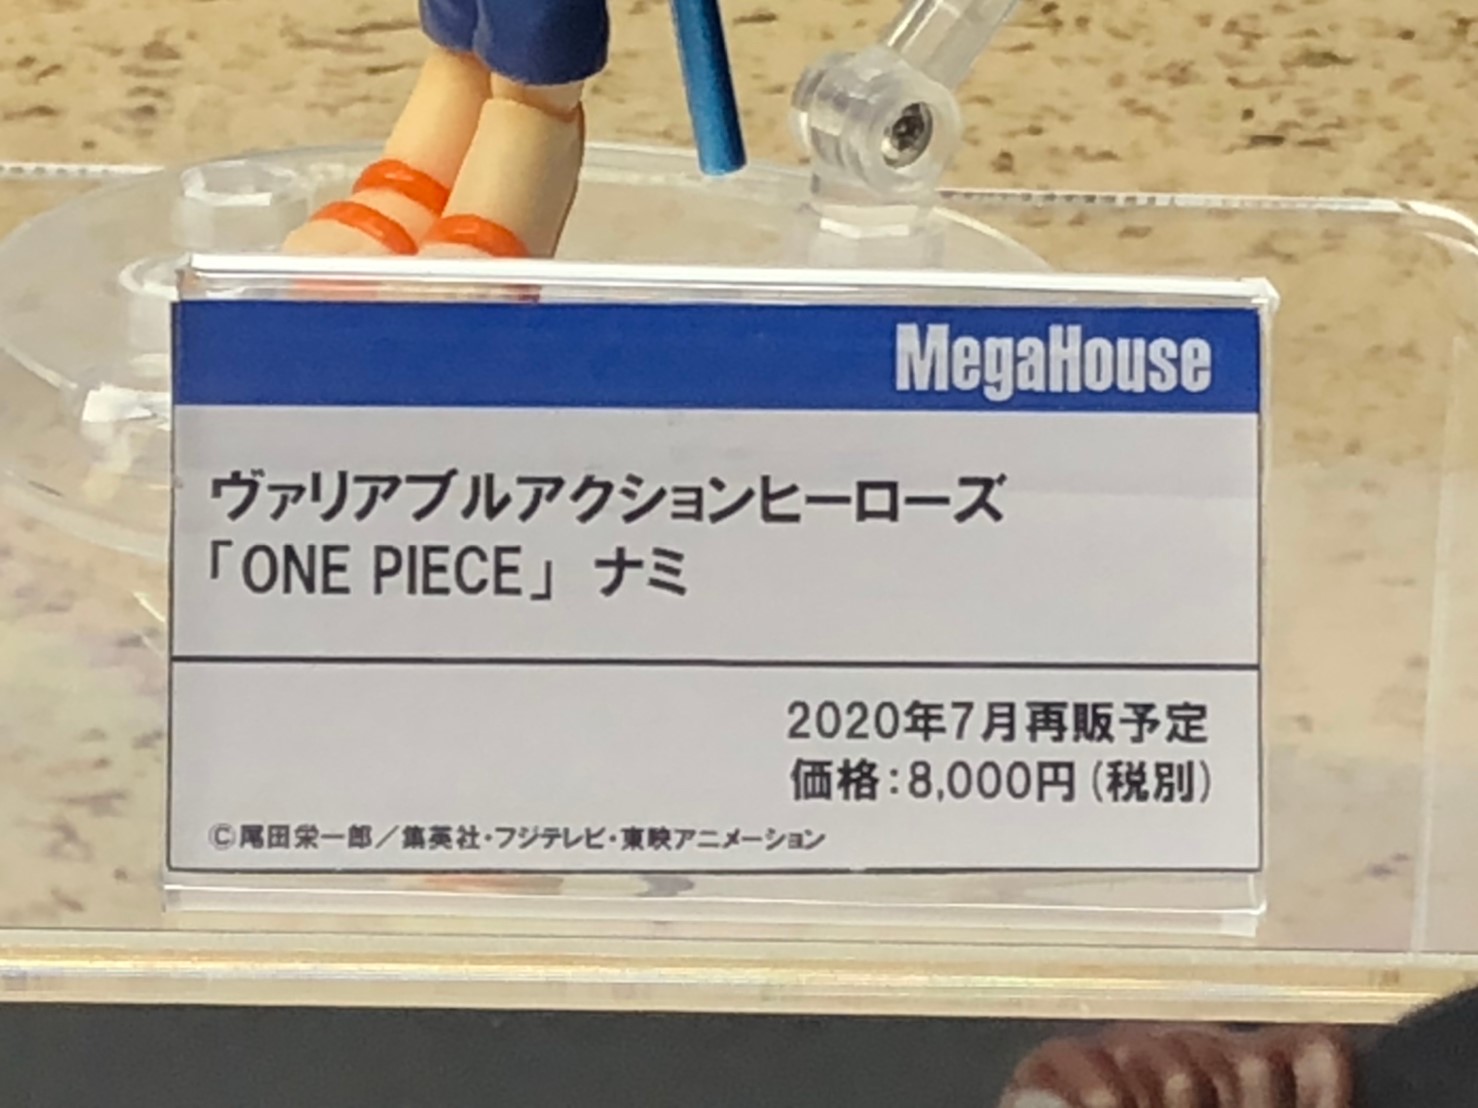 MegaHouse
ヴァリアブルアクションヒーローズ
「ONE PIECE」 ナミ
2020年7月再販予定
価格:8,000円(税別)
©尾田栄一郎/集英社・フジテレビ・東映アニメーション